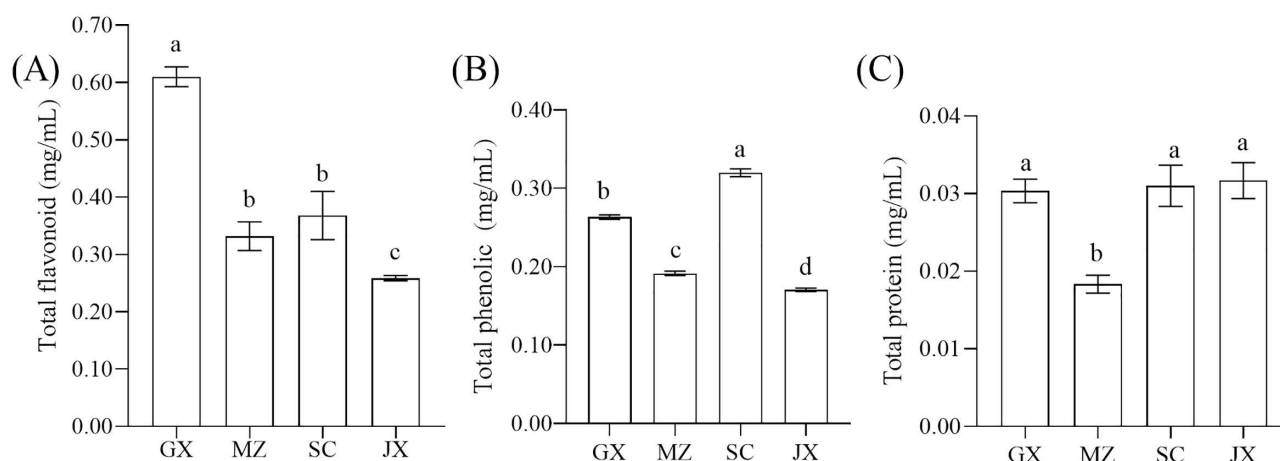 (A)
Total flavonoid (mg/mL)
0.70
0.60
0.50
0.40
0.30
0.20
0.10
0.00
a
b
b
c
GX MZ SC JX
(B)
Total phenolic (mg/mL)
0.40
0.30
0.20
0.10
0.00
b
c
a
d
GX MZ SC JX
(C)
Total protein (mg/mL)
0.04
0.03
0.02
0.01
0.00
a
b
a
a
GX MZ SC JX